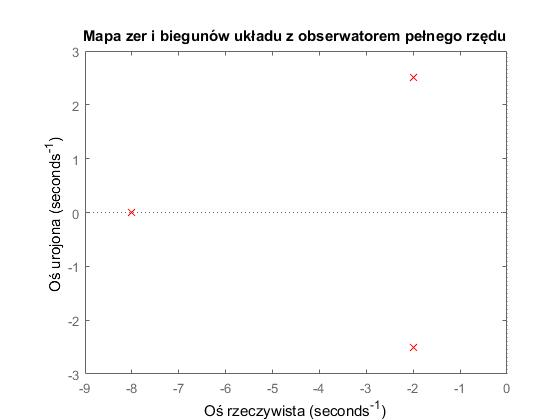 Mapa zer i biegunów układu z obserwatorem pełnego rzędu
3
2
1
0
-1
-2
-3
-9 -8 -7 -6 -5 -4 -3 -2 -1 0
Oś urojona (seconds⁻¹)
Oś rzeczywista (seconds⁻¹)